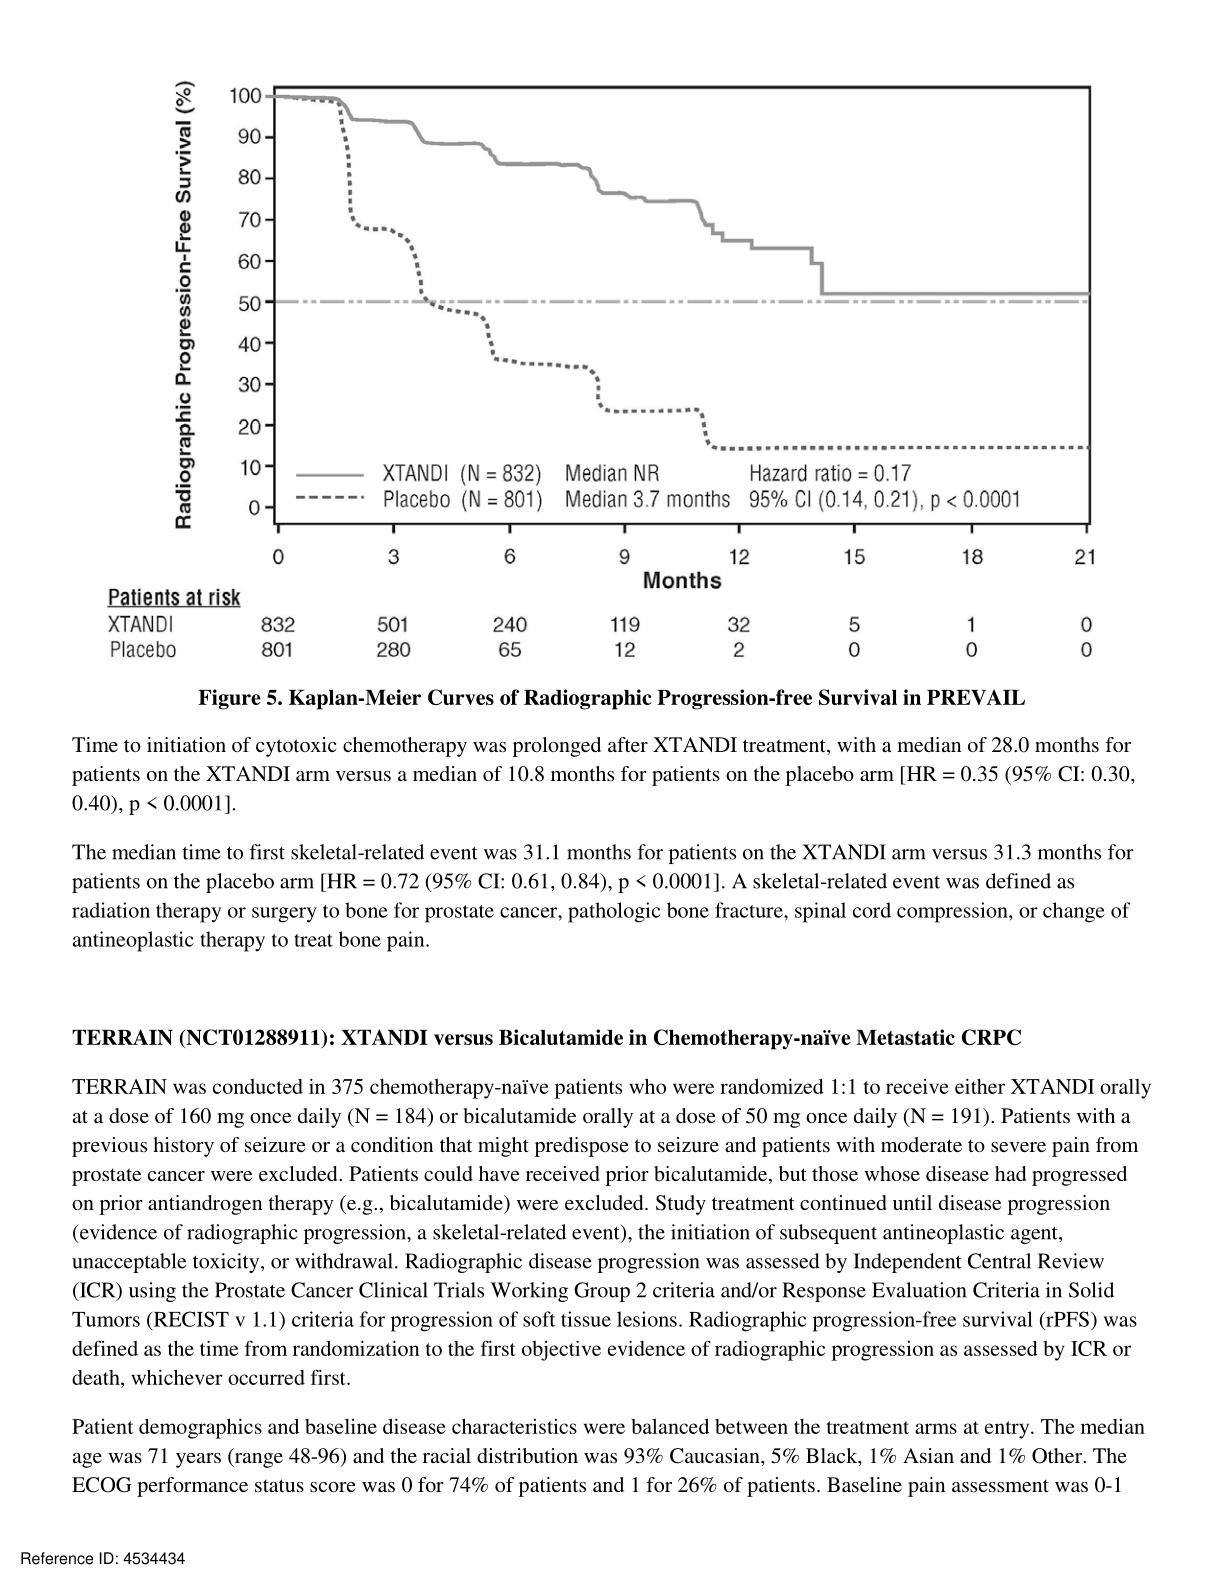 Radiographic Progression-Free Survival (%)
100
90
80
70
60
50
40
30
20
10
0
XTANDI (N = 832) Median NR Hazard ratio = 0.17
Placebo (N = 801) Median 3.7 months 95% CI (0.14, 0.21), p < 0.0001
0 3 6 9 12 15 18 21
Months
Patients at risk
XTANDI 832 501 240 119 32 5 1 0
Placebo 801 280 65 12 2 0 0 0
Figure 5. Kaplan-Meier Curves of Radiographic Progression-free Survival in PREVAIL
Time to initiation of cytotoxic chemotherapy was prolonged after XTANDI treatment, with a median of 28.0 months for
patients on the XTANDI arm versus a median of 10.8 months for patients on the placebo arm [HR = 0.35 (95% CI: 0.30,
0.40), p < 0.0001].
The median time to first skeletal-related event was 31.1 months for patients on the XTANDI arm versus 31.3 months for
patients on the placebo arm [HR = 0.72 (95% CI: 0.61, 0.84), p < 0.0001]. A skeletal-related event was defined as
radiation therapy or surgery to bone for prostate cancer, pathologic bone fracture, spinal cord compression, or change of
antineoplastic therapy to treat bone pain.
TERRAIN (NCT01288911): XTANDI versus Bicalutamide in Chemotherapy-naïve Metastatic CRPC
TERRAIN was conducted in 375 chemotherapy-naïve patients who were randomized 1:1 to receive either XTANDI orally
at a dose of 160 mg once daily (N = 184) or bicalutamide orally at a dose of 50 mg once daily (N = 191). Patients with a
previous history of seizure or a condition that might predispose to seizure and patients with moderate to severe pain from
prostate cancer were excluded. Patients could have received prior bicalutamide, but those whose disease had progressed
on prior antiandrogen therapy (e.g., bicalutamide) were excluded. Study treatment continued until disease progression
(evidence of radiographic progression, a skeletal-related event), the initiation of subsequent antineoplastic agent,
unacceptable toxicity, or withdrawal. Radiographic disease progression was assessed by Independent Central Review
(ICR) using the Prostate Cancer Clinical Trials Working Group 2 criteria and/or Response Evaluation Criteria in Solid
Tumors (RECIST v 1.1) criteria for progression of soft tissue lesions. Radiographic progression-free survival (rPFS) was
defined as the time from randomization to the first objective evidence of radiographic progression as assessed by ICR or
death, whichever occurred first.
Patient demographics and baseline disease characteristics were balanced between the treatment arms at entry. The median
age was 71 years (range 48-96) and the racial distribution was 93% Caucasian, 5% Black, 1% Asian and 1% Other. The
ECOG performance status score was 0 for 74% of patients and 1 for 26% of patients. Baseline pain assessment was 0-1
Reference ID: 4534434